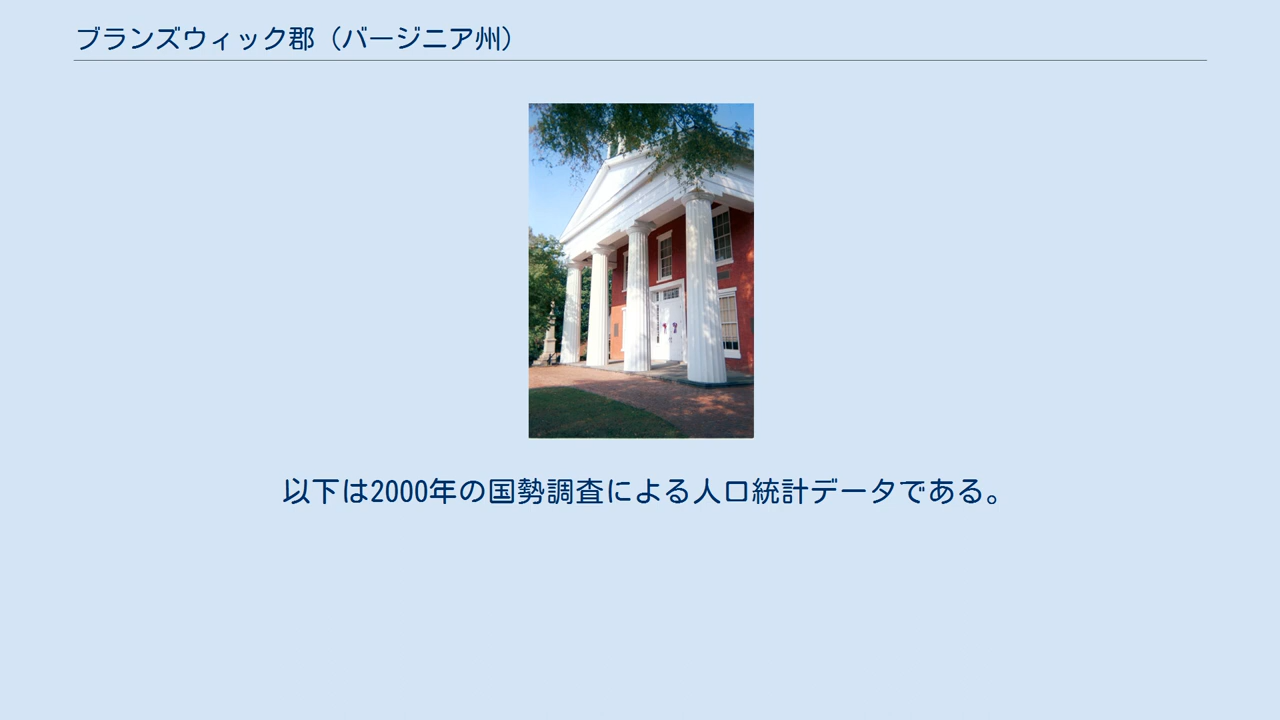 ブランズウィック郡（バージニア州）
以下は2000年の国勢調査による人口統計データである。